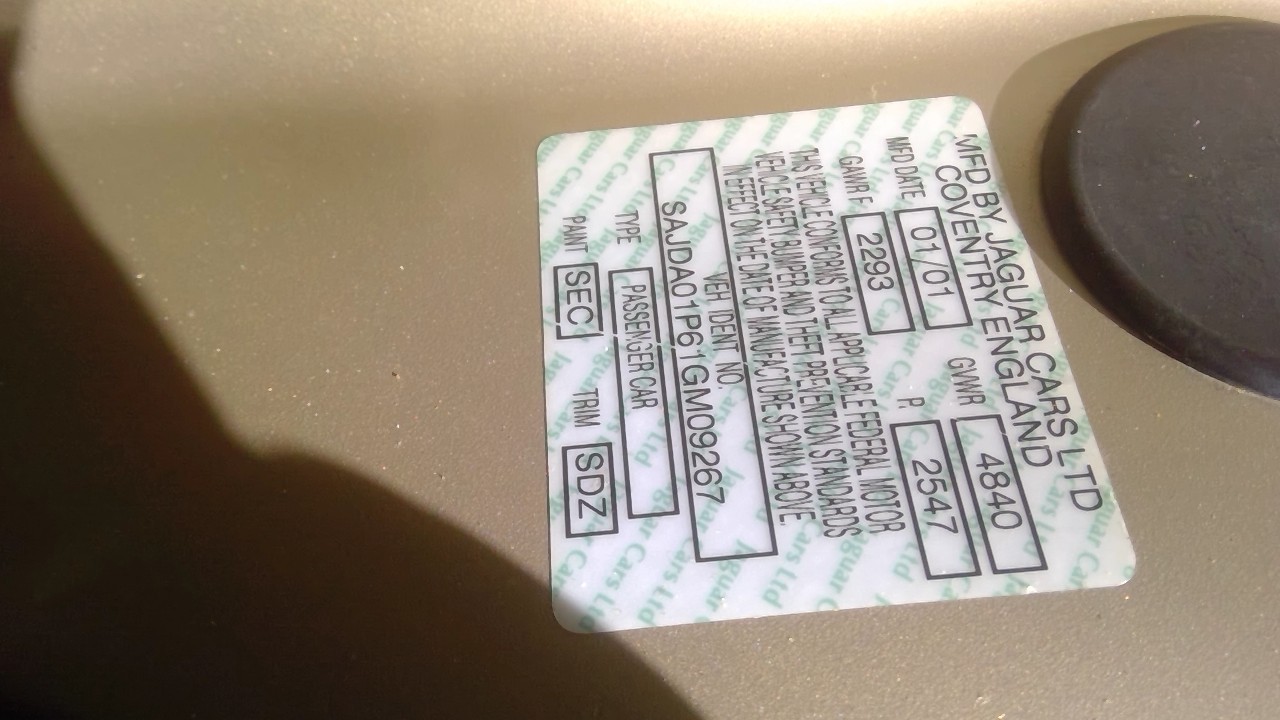 MFD BY JAGUAR CARS LTD
COVENTRY ENGLAND
MFD DATE 01/01 GVWR 4840
GAWR F 2293 R. 2547
THIS VEHICLE CONFORMS TO ALL APPLICABLE FEDERAL MOTOR
VEHICLE SAFETY BUMPER AND THEFT PREVENTION STANDARDS
IN EFFECT ON THE DATE OF MANUFACTURE SHOWN ABOVE.
VEH IDENT NO.
SAJDA01P61GM09267
TYPE PASSENGER CAR
PAINT SEC TRIM SDZ